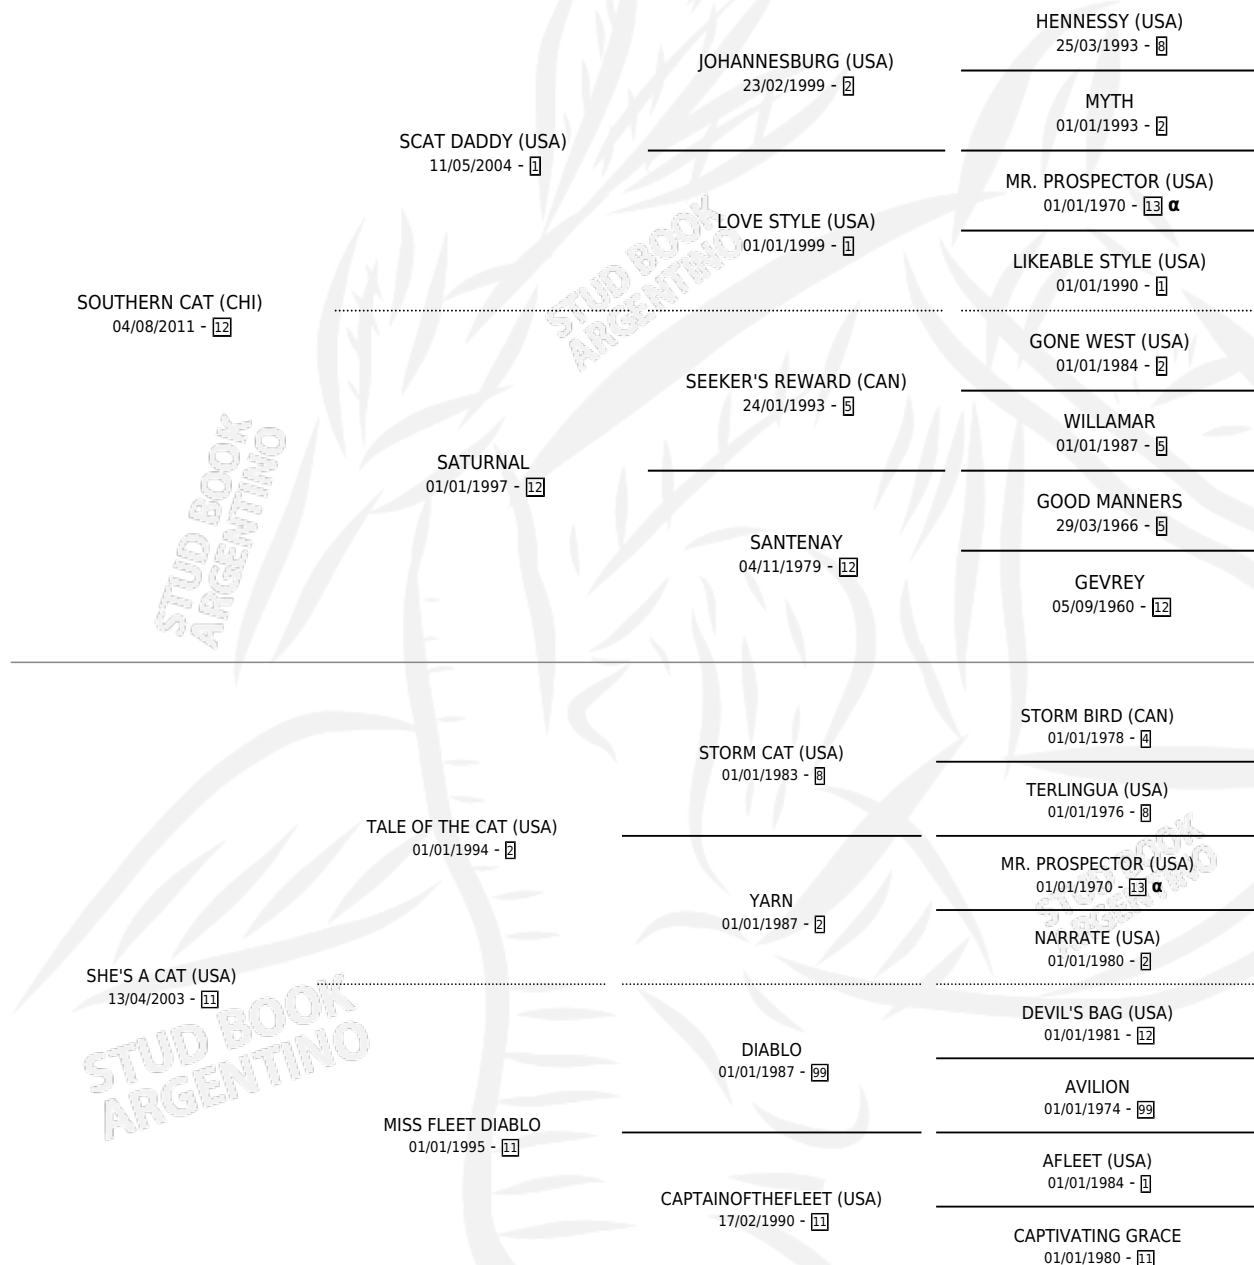 HENNESSY (USA)
25/03/1993 - 8
JOHANNESBURG (USA)
23/02/1999 - 2
MYTH
01/01/1993 - 2
SCAT DADDY (USA)
11/05/2004 - 1
MR. PROSPECTOR (USA)
01/01/1970 - 13 α
LOVE STYLE (USA)
01/01/1999 - 1
LIKEABLE STYLE (USA)
01/01/1990 - 1
SOUTHERN CAT (CHI)
04/08/2011 - 12
GONE WEST (USA)
01/01/1984 - 2
SEEKER'S REWARD (CAN)
24/01/1993 - 5
WILLAMAR
01/01/1987 - 5
SATURNAL
01/01/1997 - 12
GOOD MANNERS
29/03/1966 - 5
SANTENAY
04/11/1979 - 12
GEVREY
05/09/1960 - 12
STORM BIRD (CAN)
01/01/1978 - 4
STORM CAT (USA)
01/01/1983 - 8
TERLINGUA (USA)
01/01/1976 - 8
TALE OF THE CAT (USA)
01/01/1994 - 2
MR. PROSPECTOR (USA)
01/01/1970 - 13 α
YARN
01/01/1987 - 2
NARRATE (USA)
01/01/1980 - 2
SHE'S A CAT (USA)
13/04/2003 - 11
DEVIL'S BAG (USA)
01/01/1981 - 12
DIABLO
01/01/1987 - 99
AVILION
01/01/1974 - 99
MISS FLEET DIABLO
01/01/1995 - 11
AFLEET (USA)
01/01/1984 - 1
CAPTAINOFTHEFLEET (USA)
17/02/1990 - 11
CAPTIVATING GRACE
01/01/1980 - 11
STUD BOOK
ARGENTINO
STUD BOOK
ARGENTINO
STUD BOOK
ARGENTINO
STUD BOOK
ARGENTINO